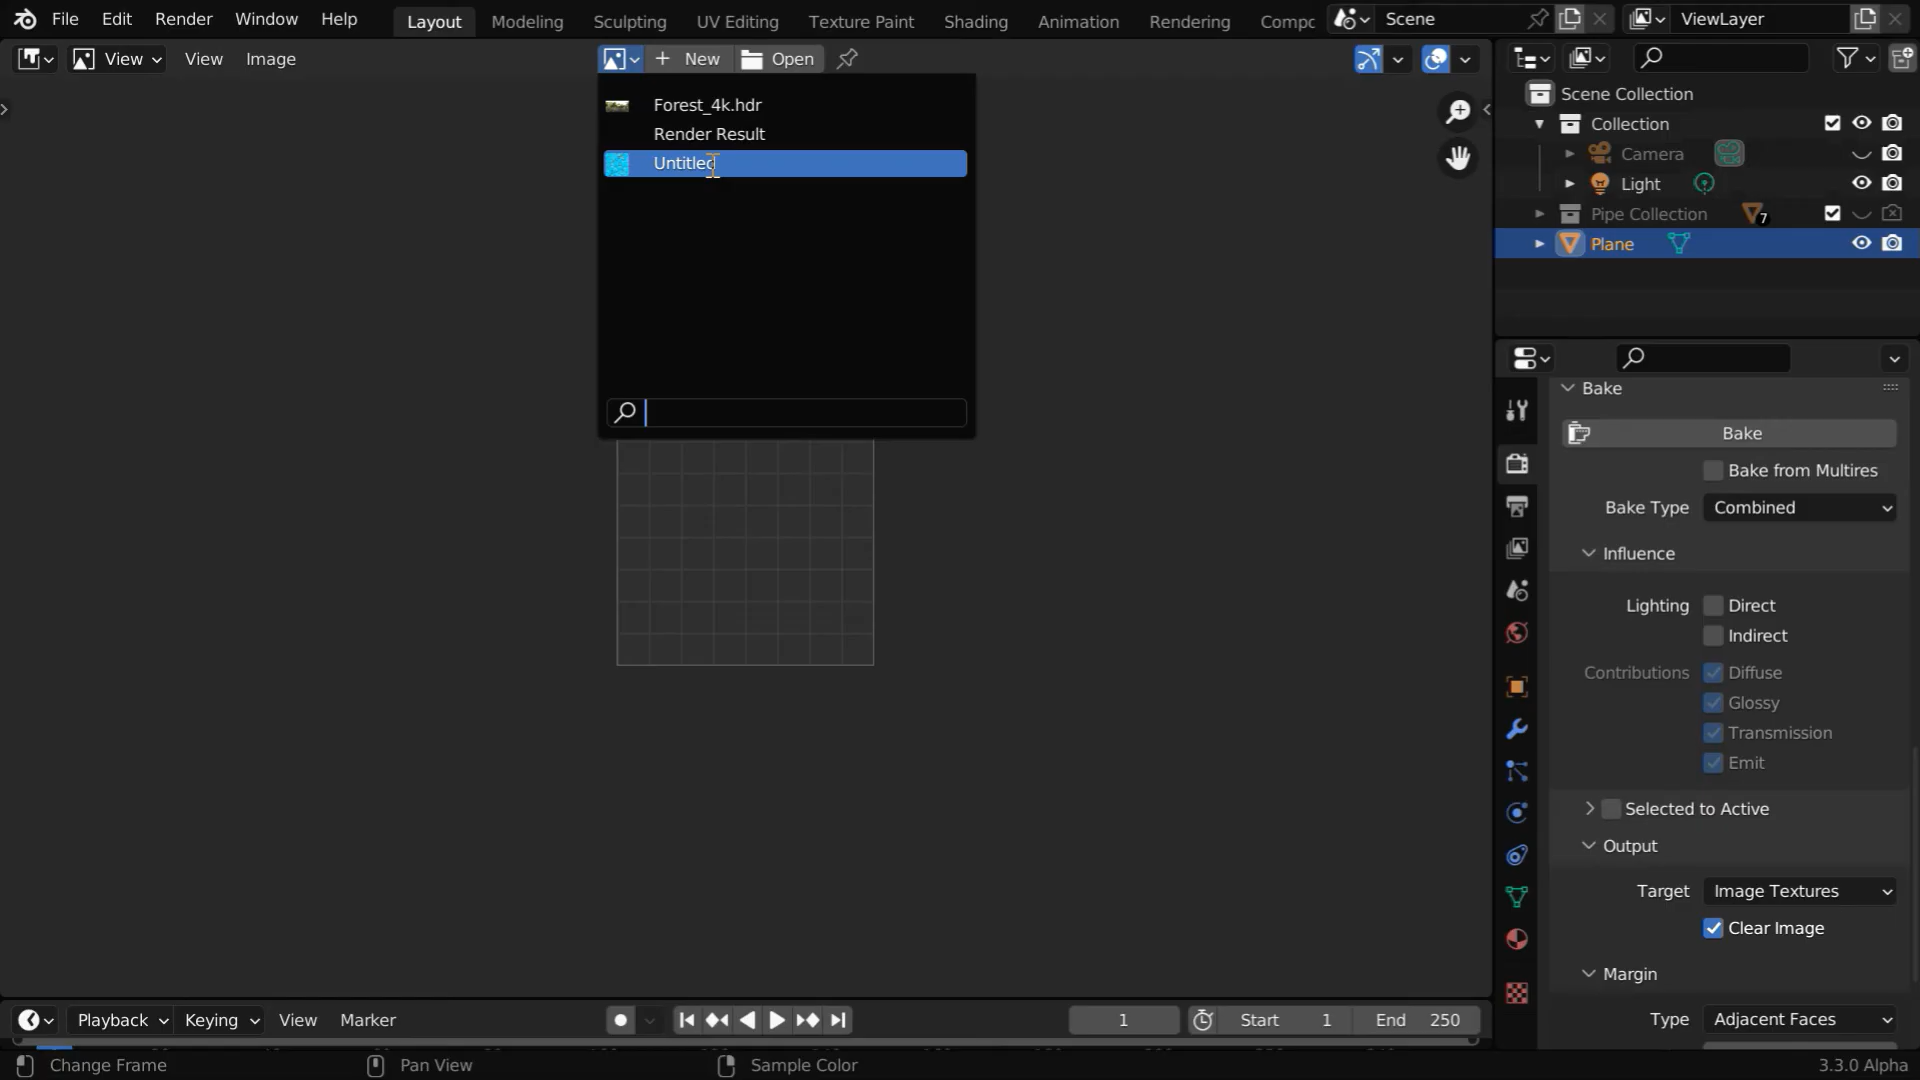 File Edit Render Window Help Layout Modeling Sculpting UV Editing Texture Paint Shading Animation Rendering Compc Scene ViewLayer
View View Image New Open
Forest_4k.hdr
Render Result
Untitled
Scene Collection
Collection
Camera
Light
Pipe Collection 7
Plane
Bake
Bake
Bake from Multires
Bake Type Combined
Influence
Lighting Direct
Indirect
Contributions Diffuse
Glossy
Transmission
Emit
Selected to Active
Output
Target Image Textures
Clear Image
Margin
Type Adjacent Faces
Playback Keying View Marker 1 Start 1 End 250
Change Frame Pan View Sample Color 3.3.0 Alpha